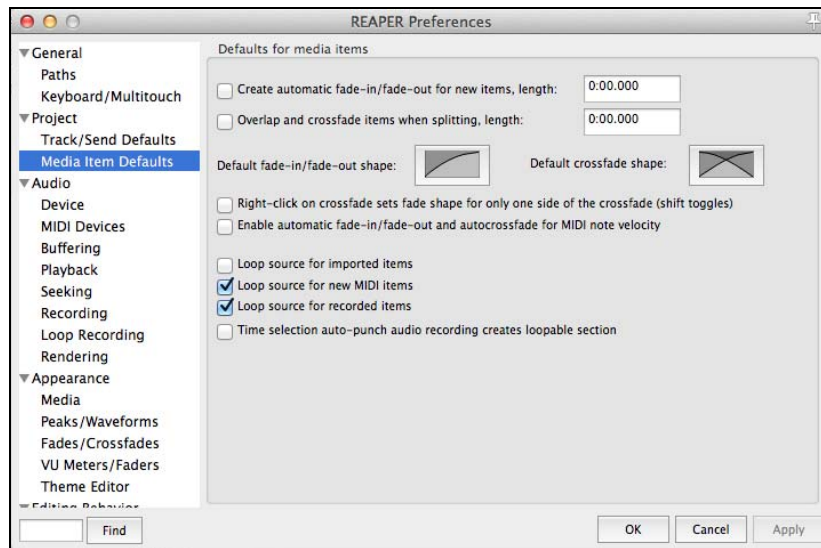 REAPER Preferences
General
Paths
Keyboard/Multitouch
Project
Track/Send Defaults
Media Item Defaults
Audio
Device
MIDI Devices
Buffering
Playback
Seeking
Recording
Loop Recording
Rendering
Appearance
Media
Peaks/Waveforms
Fades/Crossfades
VU Meters/Faders
Theme Editor
Editing Behavior
Find
Defaults for media items
Create automatic fade-in/fade-out for new items, length: 0:00.000
Overlap and crossfade items when splitting, length: 0:00.000
Default fade-in/fade-out shape: Default crossfade shape:
Right-click on crossfade sets fade shape for only one side of the crossfade (shift toggles)
Enable automatic fade-in/fade-out and autocrossfade for MIDI note velocity
Loop source for imported items
Loop source for new MIDI items
Loop source for recorded items
Time selection auto-punch audio recording creates loopable section
OK Cancel Apply